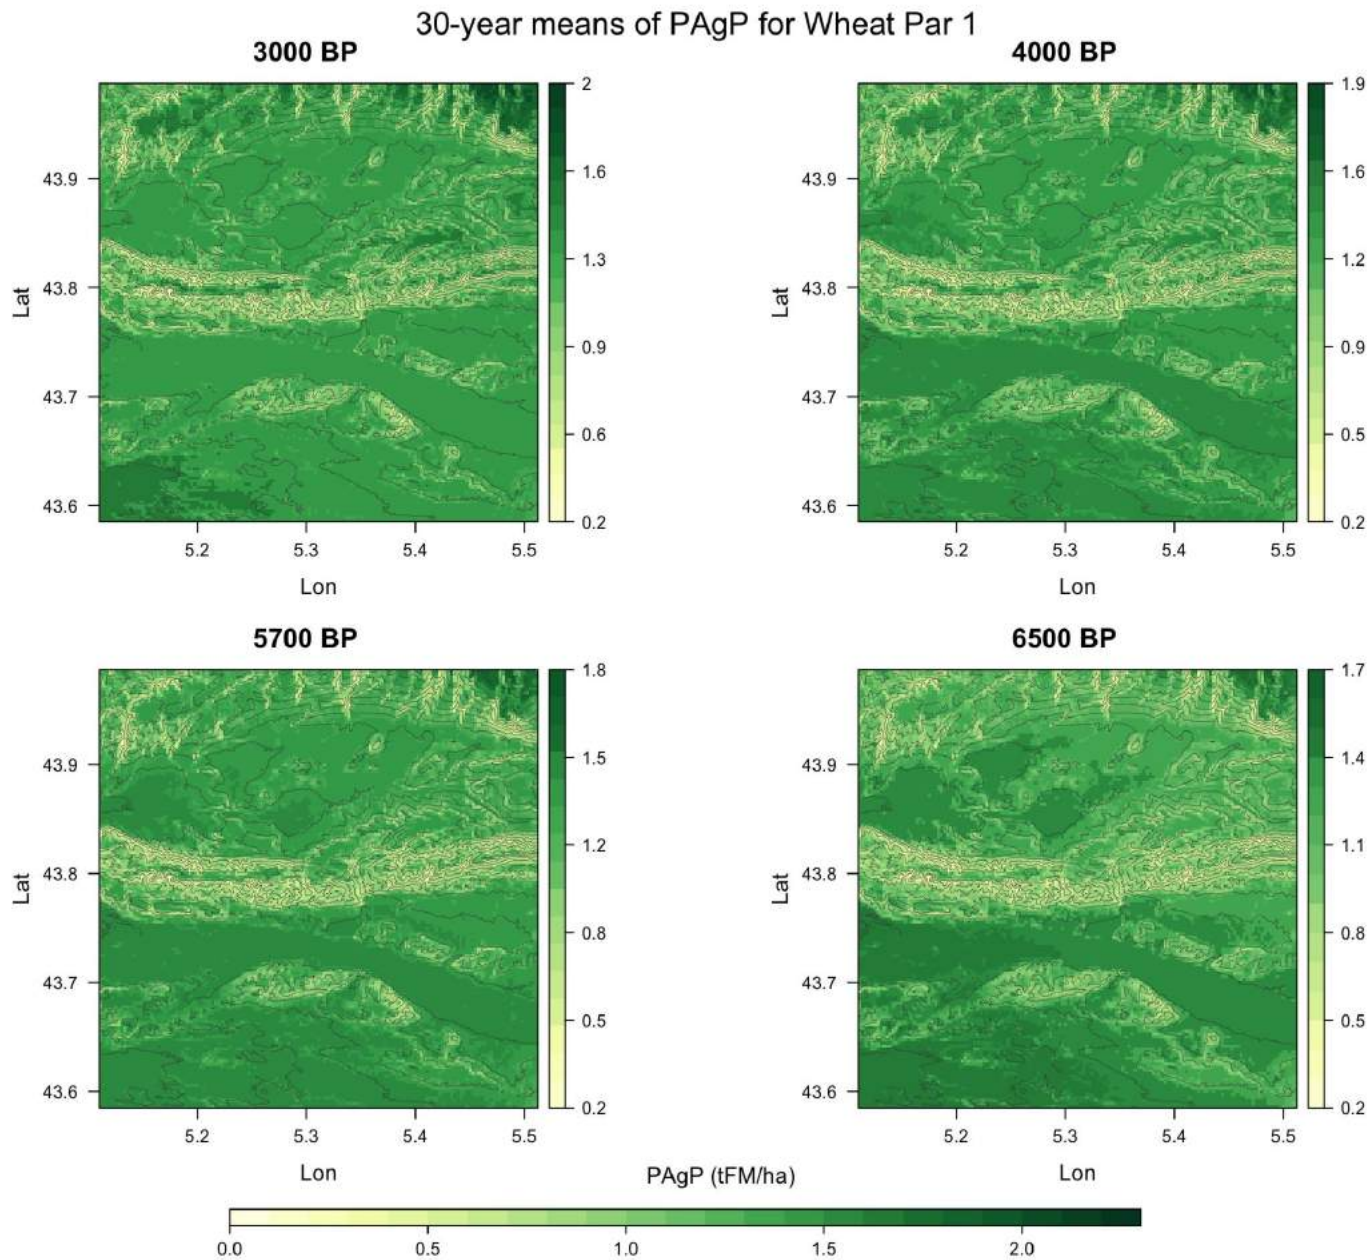 30-year means of PAgP for Wheat Par 1
3000 BP
4000 BP
2
1.6
1.3
0.9
0.6
0.2
1.9
1.6
1.2
0.9
0.5
0.2
43.9
43.8
43.7
43.6
Lat
5.2 5.3 5.4 5.5
Lon
43.9
43.8
43.7
43.6
Lat
5.2 5.3 5.4 5.5
Lon
5700 BP
6500 BP
1.8
1.5
1.2
0.8
0.5
0.2
1.7
1.4
1.1
0.8
0.5
0.2
43.9
43.8
43.7
43.6
Lat
5.2 5.3 5.4 5.5
Lon
43.9
43.8
43.7
43.6
Lat
5.2 5.3 5.4 5.5
Lon
PAgP (tFM/ha)
0.0 0.5 1.0 1.5 2.0